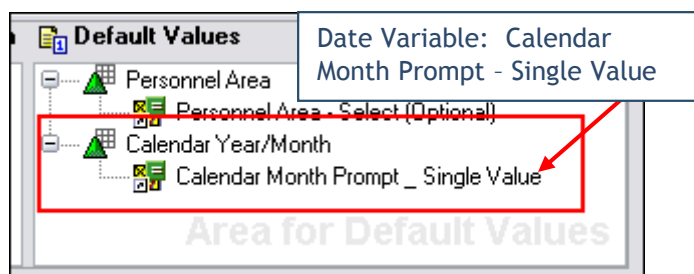 Default Values
Date Variable: Calendar
Month Prompt – Single Value
Personnel Area
Personnel Area - Select (Optional)
Calendar Year/Month
Calendar Month Prompt _ Single Value
Area for Default Values